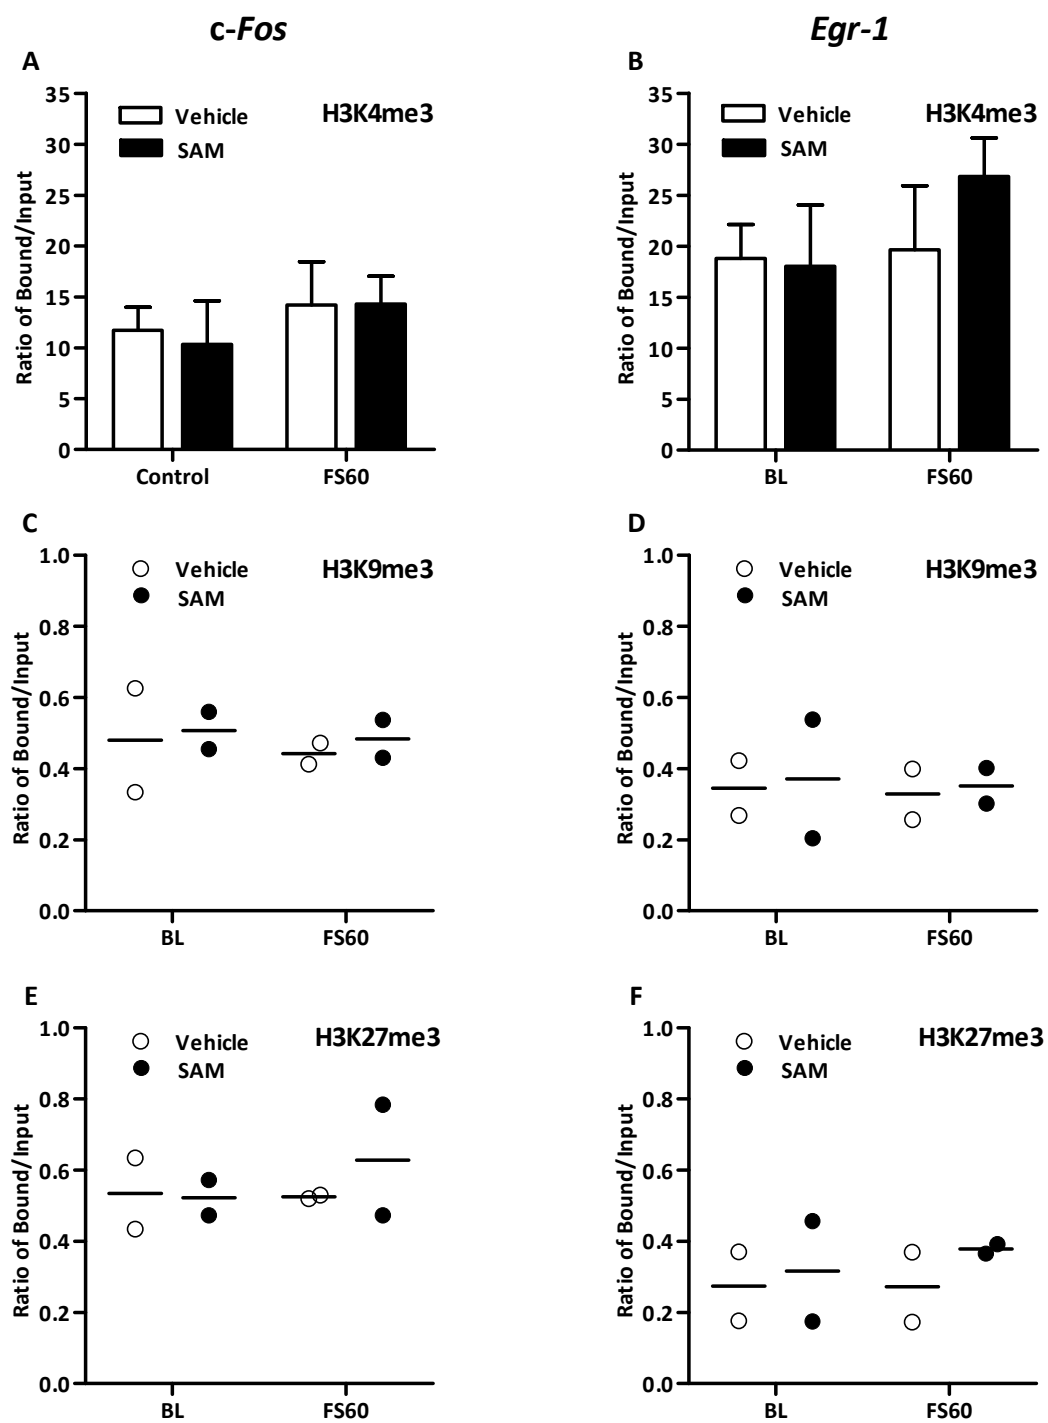 c-Fos
Egr-1
A
35
30
25
20
15
10
5
0
Ratio of Bound/Input
Vehicle
SAM
H3K4me3
Control
FS60
B
35
30
25
20
15
10
5
0
Ratio of Bound/Input
Vehicle
SAM
H3K4me3
BL
FS60
C
1.0
0.8
0.6
0.4
0.2
0.0
Ratio of Bound/Input
Vehicle
SAM
H3K9me3
BL
FS60
D
1.0
0.8
0.6
0.4
0.2
0.0
Ratio of Bound/Input
Vehicle
SAM
H3K9me3
BL
FS60
E
1.0
0.8
0.6
0.4
0.2
0.0
Ratio of Bound/Input
Vehicle
SAM
H3K27me3
BL
FS60
F
1.0
0.8
0.6
0.4
0.2
0.0
Ratio of Bound/Input
Vehicle
SAM
H3K27me3
BL
FS60